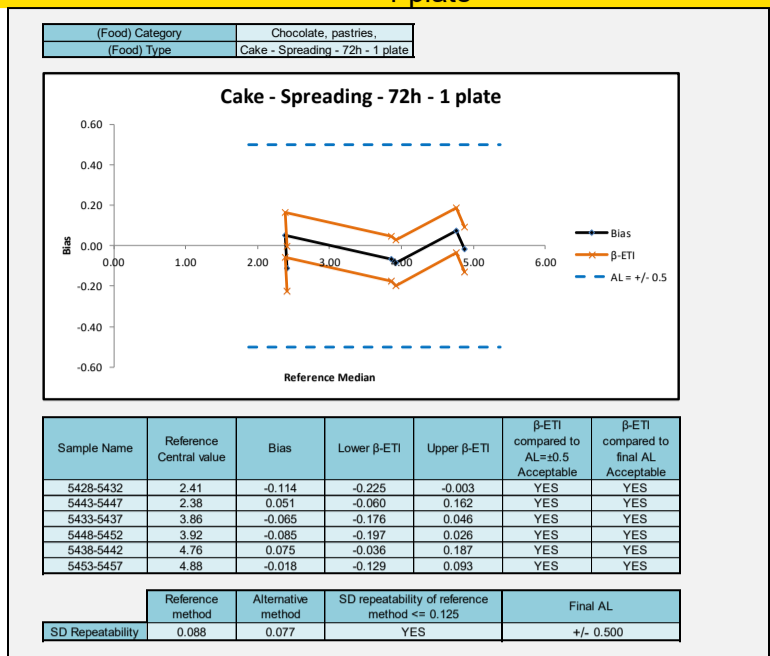 1 plate
(Food) Category Chocolate, pastries,
(Food) Type Cake - Spreading - 72h - 1 plate
Cake - Spreading - 72h - 1 plate
0.60
0.40
0.20
0.00
-0.20
-0.40
-0.60
0.00 1.00 2.00 3.00 4.00 5.00 6.00
Bias
Reference Median
Bias
β-ETI
AL = +/- 0.5
Sample Name Reference Central value Bias Lower β-ETI Upper β-ETI β-ETI compared to AL=±0.5 Acceptable β-ETI compared to final AL Acceptable
5428-5432 2.41 -0.114 -0.225 -0.003 YES YES
5443-5447 2.38 0.051 -0.060 0.162 YES YES
5433-5437 3.86 -0.065 -0.176 0.046 YES YES
5448-5452 3.92 -0.085 -0.197 0.026 YES YES
5438-5442 4.76 0.075 -0.036 0.187 YES YES
5453-5457 4.88 -0.018 -0.129 0.093 YES YES
Reference method Alternative method SD repeatability of reference method <= 0.125 Final AL
SD Repeatability 0.088 0.077 YES +/- 0.500